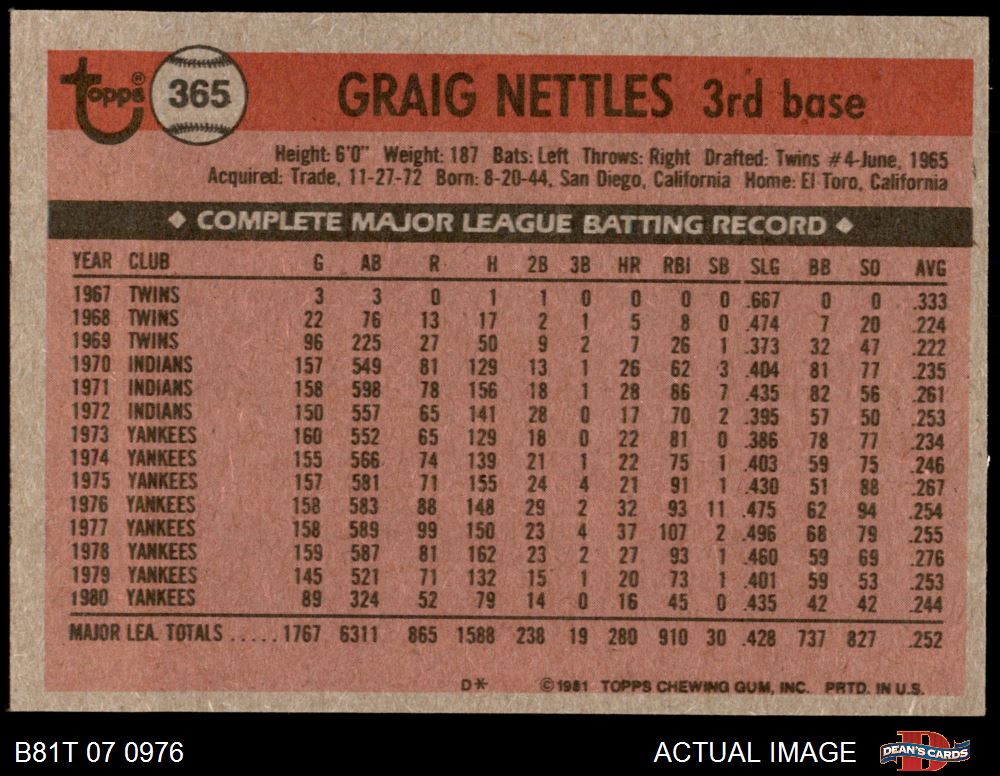 Topps® 365 GRAIG NETTLES 3rd base
Height: 6'0" Weight: 187 Bats: Left Throws: Right Drafted: Twins #4-June, 1965
Acquired: Trade, 11-27-72 Born: 8-20-44, San Diego, California Home: El Toro, California
◆ COMPLETE MAJOR LEAGUE BATTING RECORD ◆
YEAR CLUB G AB R H 2B 3B HR RBI SB SLG BB SO AVG
1967 TWINS 3 3 0 1 1 0 0 0 0 .667 0 0 .333
1968 TWINS 22 76 13 17 2 1 5 8 0 .474 7 20 .224
1969 TWINS 96 225 27 50 9 2 7 26 1 .373 32 47 .222
1970 INDIANS 157 549 81 129 13 1 26 62 3 .404 81 77 .235
1971 INDIANS 158 598 78 156 18 1 28 86 7 .435 82 56 .261
1972 INDIANS 150 557 65 141 28 0 17 70 2 .395 57 50 .253
1973 YANKEES 160 552 65 129 18 0 22 81 0 .386 78 77 .234
1974 YANKEES 155 566 74 139 21 1 22 75 1 .403 59 75 .246
1975 YANKEES 157 581 71 155 24 4 21 91 1 .430 51 88 .267
1976 YANKEES 158 583 88 148 29 2 32 93 11 .475 62 94 .254
1977 YANKEES 158 589 99 150 23 4 37 107 2 .496 68 79 .255
1978 YANKEES 159 587 81 162 23 2 27 93 1 .460 59 69 .276
1979 YANKEES 145 521 71 132 15 1 20 73 1 .401 59 53 .253
1980 YANKEES 89 324 52 79 14 0 16 45 0 .435 42 42 .244
MAJOR LEA. TOTALS ..... 1767 6311 865 1588 238 19 280 910 30 .428 737 827 .252
D* ©1981 TOPPS CHEWING GUM, INC. PRTD. IN U.S.
B81T 07 0976 ACTUAL IMAGE DEAN'S CARDS